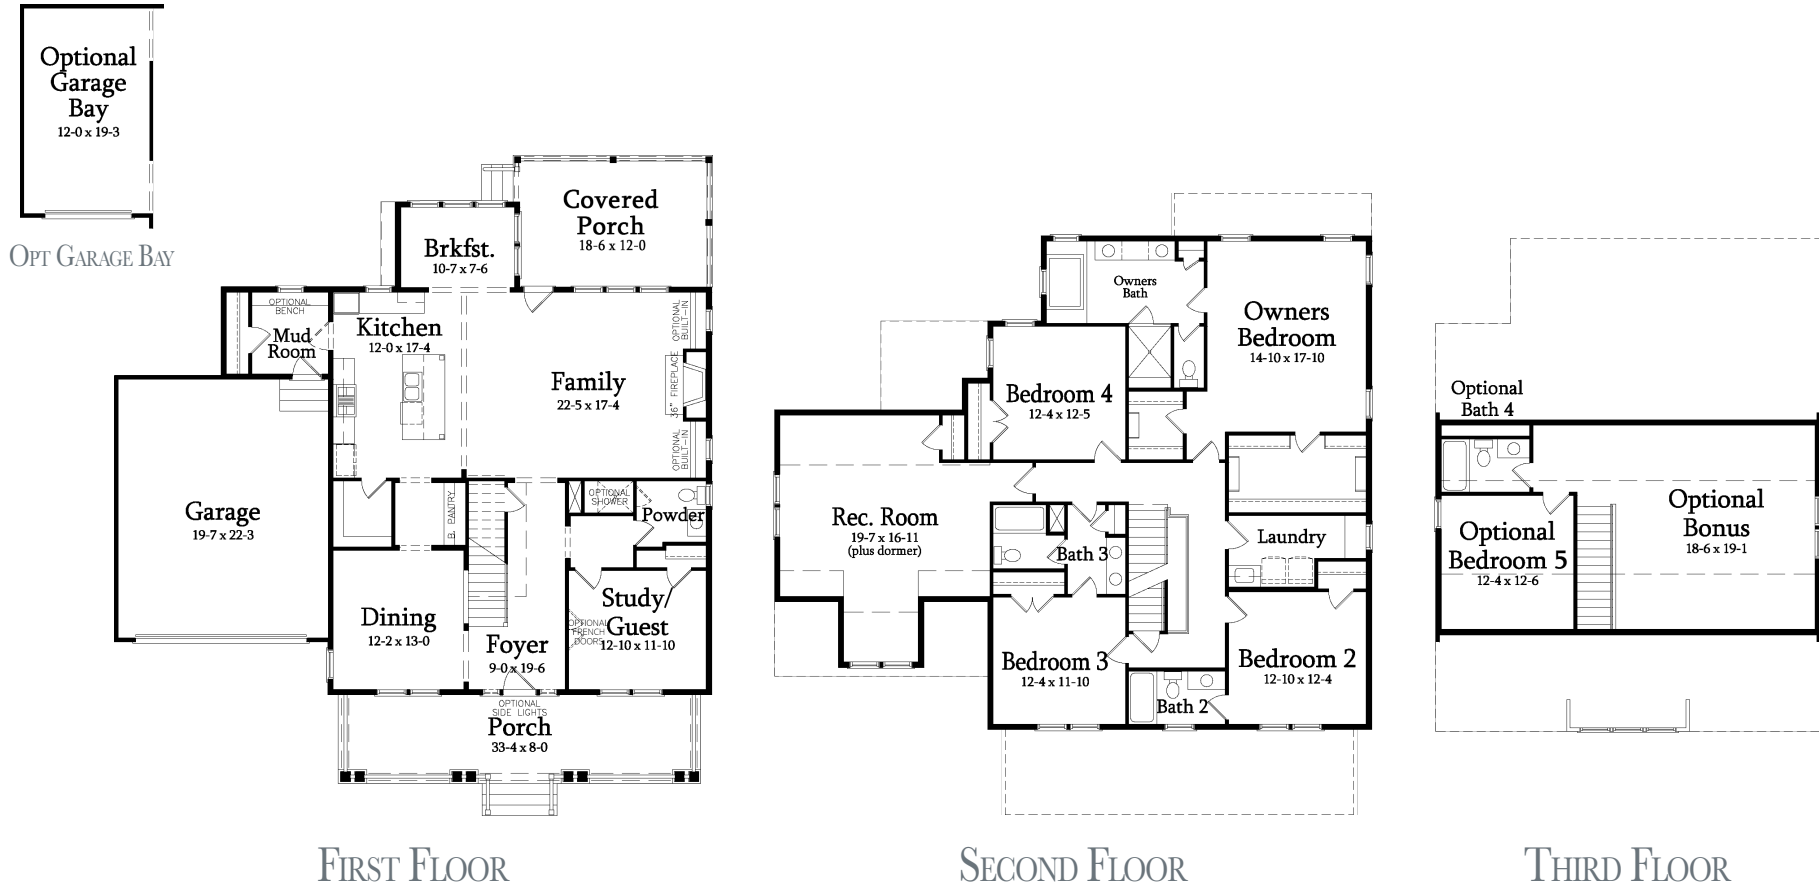 Optional
Garage
Bay
12-0 x 19-3
OPT GARAGE BAY
Covered
Porch
18-6 x 12-0
Brkfst.
10-7 x 7-6
OPTIONAL
BENCH
Mud
Room
Kitchen
12-0 x 17-4
OPTIONAL
BUILT-IN
Family
22-5 x 17-4
36" FIREPLACE
OPTIONAL
BUILT-IN
Garage
19-7 x 22-3
B. PANTRY
OPTIONAL
SHOWER
Powder
Dining
12-2 x 13-0
Foyer
9-0 x 19-6
Study/
Guest
12-10 x 11-10
OPTIONAL
FRENCH
DOORS
OPTIONAL
SIDE LIGHTS
Porch
33-4 x 8-0
FIRST FLOOR
Owners
Bath
Owners
Bedroom
14-10 x 17-10
Bedroom 4
12-4 x 12-5
Rec. Room
19-7 x 16-11
(plus dormer)
Bath 3
Laundry
Bedroom 3
12-4 x 11-10
Bath 2
Bedroom 2
12-10 x 12-4
SECOND FLOOR
Optional
Bath 4
Optional
Bedroom 5
12-4 x 12-6
Optional
Bonus
18-6 x 19-1
THIRD FLOOR